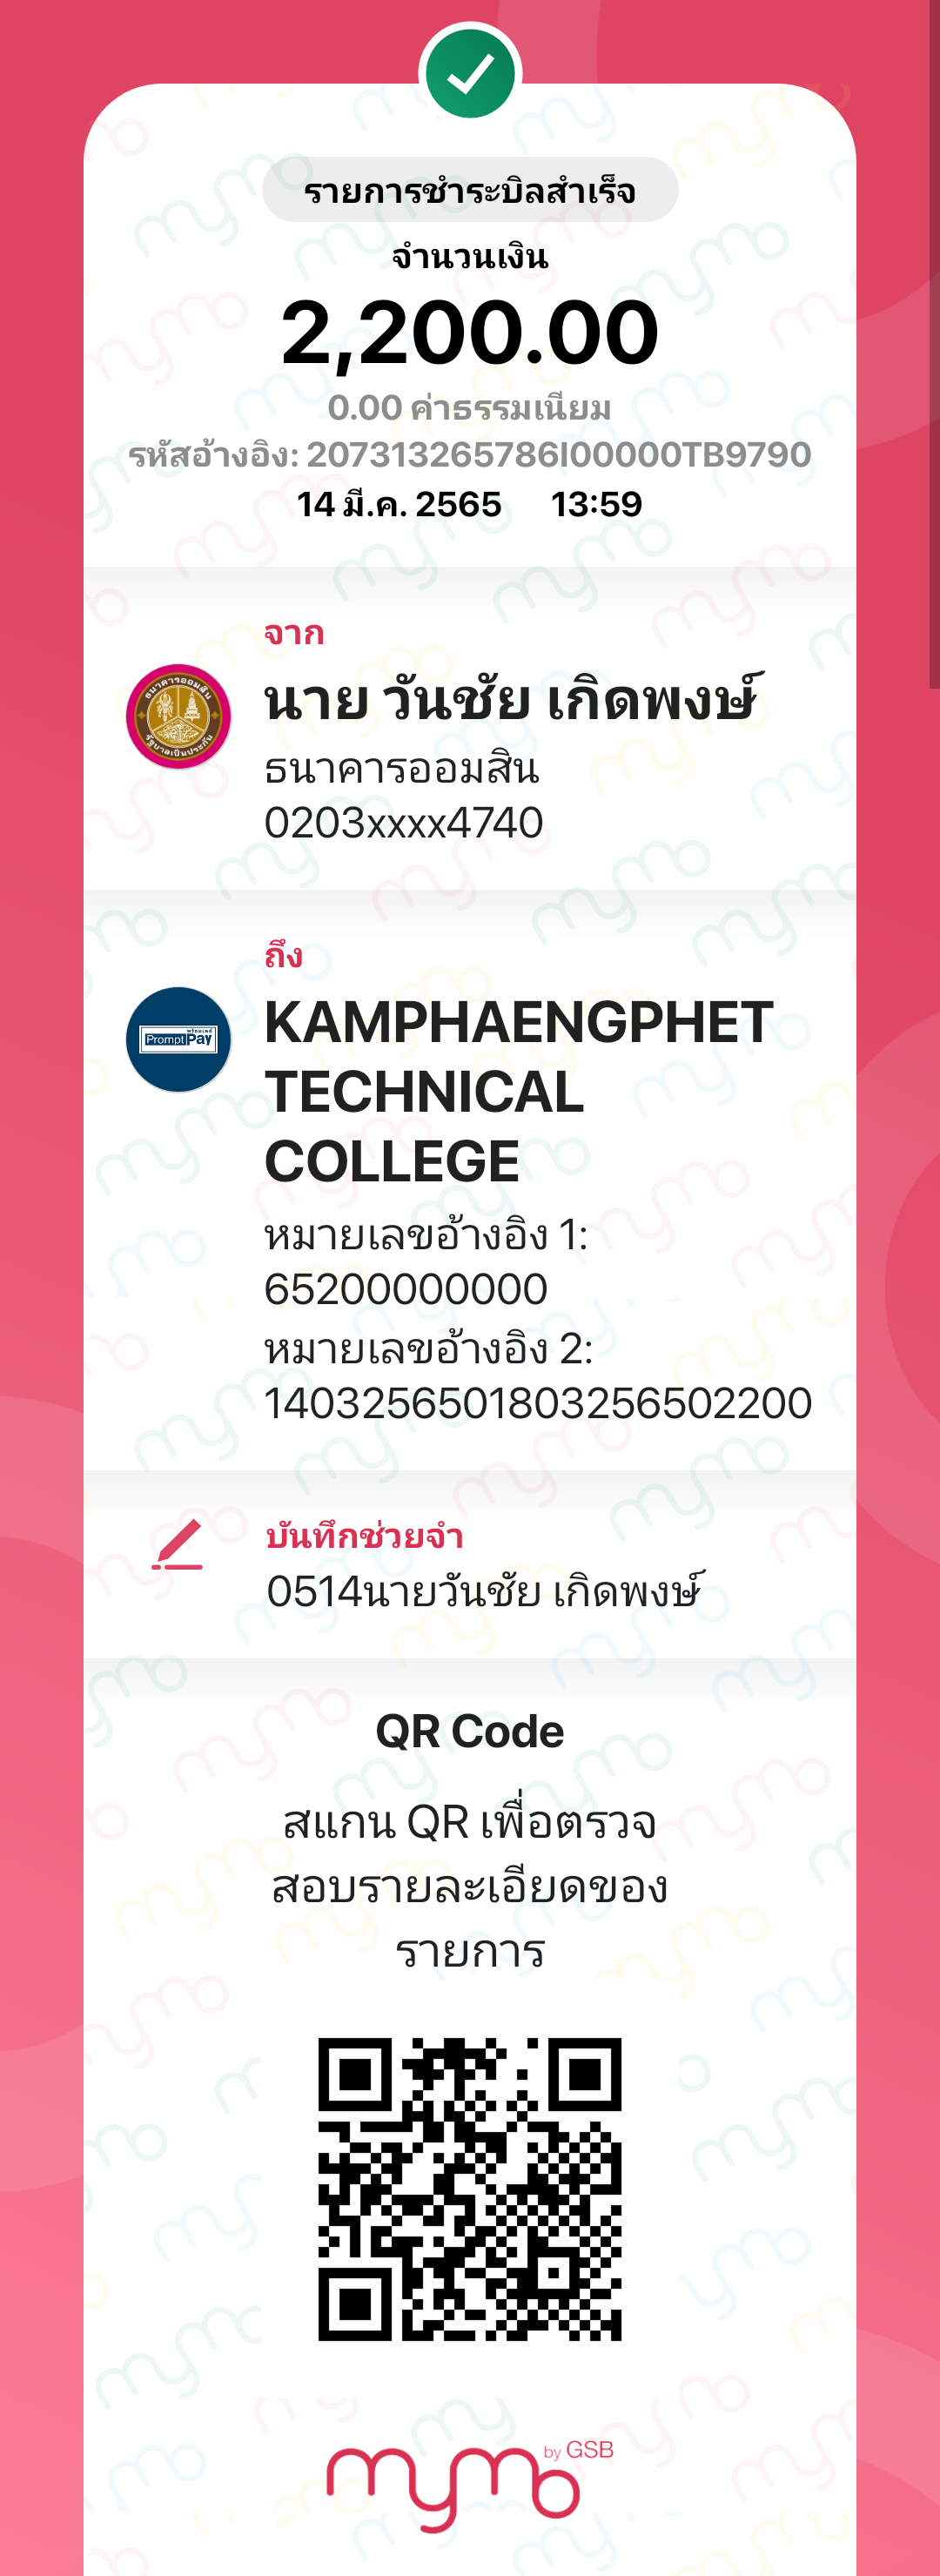 รายการชำระบิลสำเร็จ
จำนวนเงิน
2,200.00
0.00 ค่าธรรมเนียม
รหัสอ้างอิง: 207313265786I00000TB9790
14 มี.ค. 2565 13:59
จาก
นาย วันชัย เกิดพงษ์
ธนาคารออมสิน
0203xxxx4740
ถึง
พร้อมเพย์
PromptPay
KAMPHAENGPHET
TECHNICAL
COLLEGE
หมายเลขอ้างอิง 1:
65200000000
หมายเลขอ้างอิง 2:
1403256501803256502200
บันทึกช่วยจำ
0514นายวันชัย เกิดพงษ์
QR Code
สแกน QR เพื่อตรวจ
สอบรายละเอียดของ
รายการ
mymo by GSB